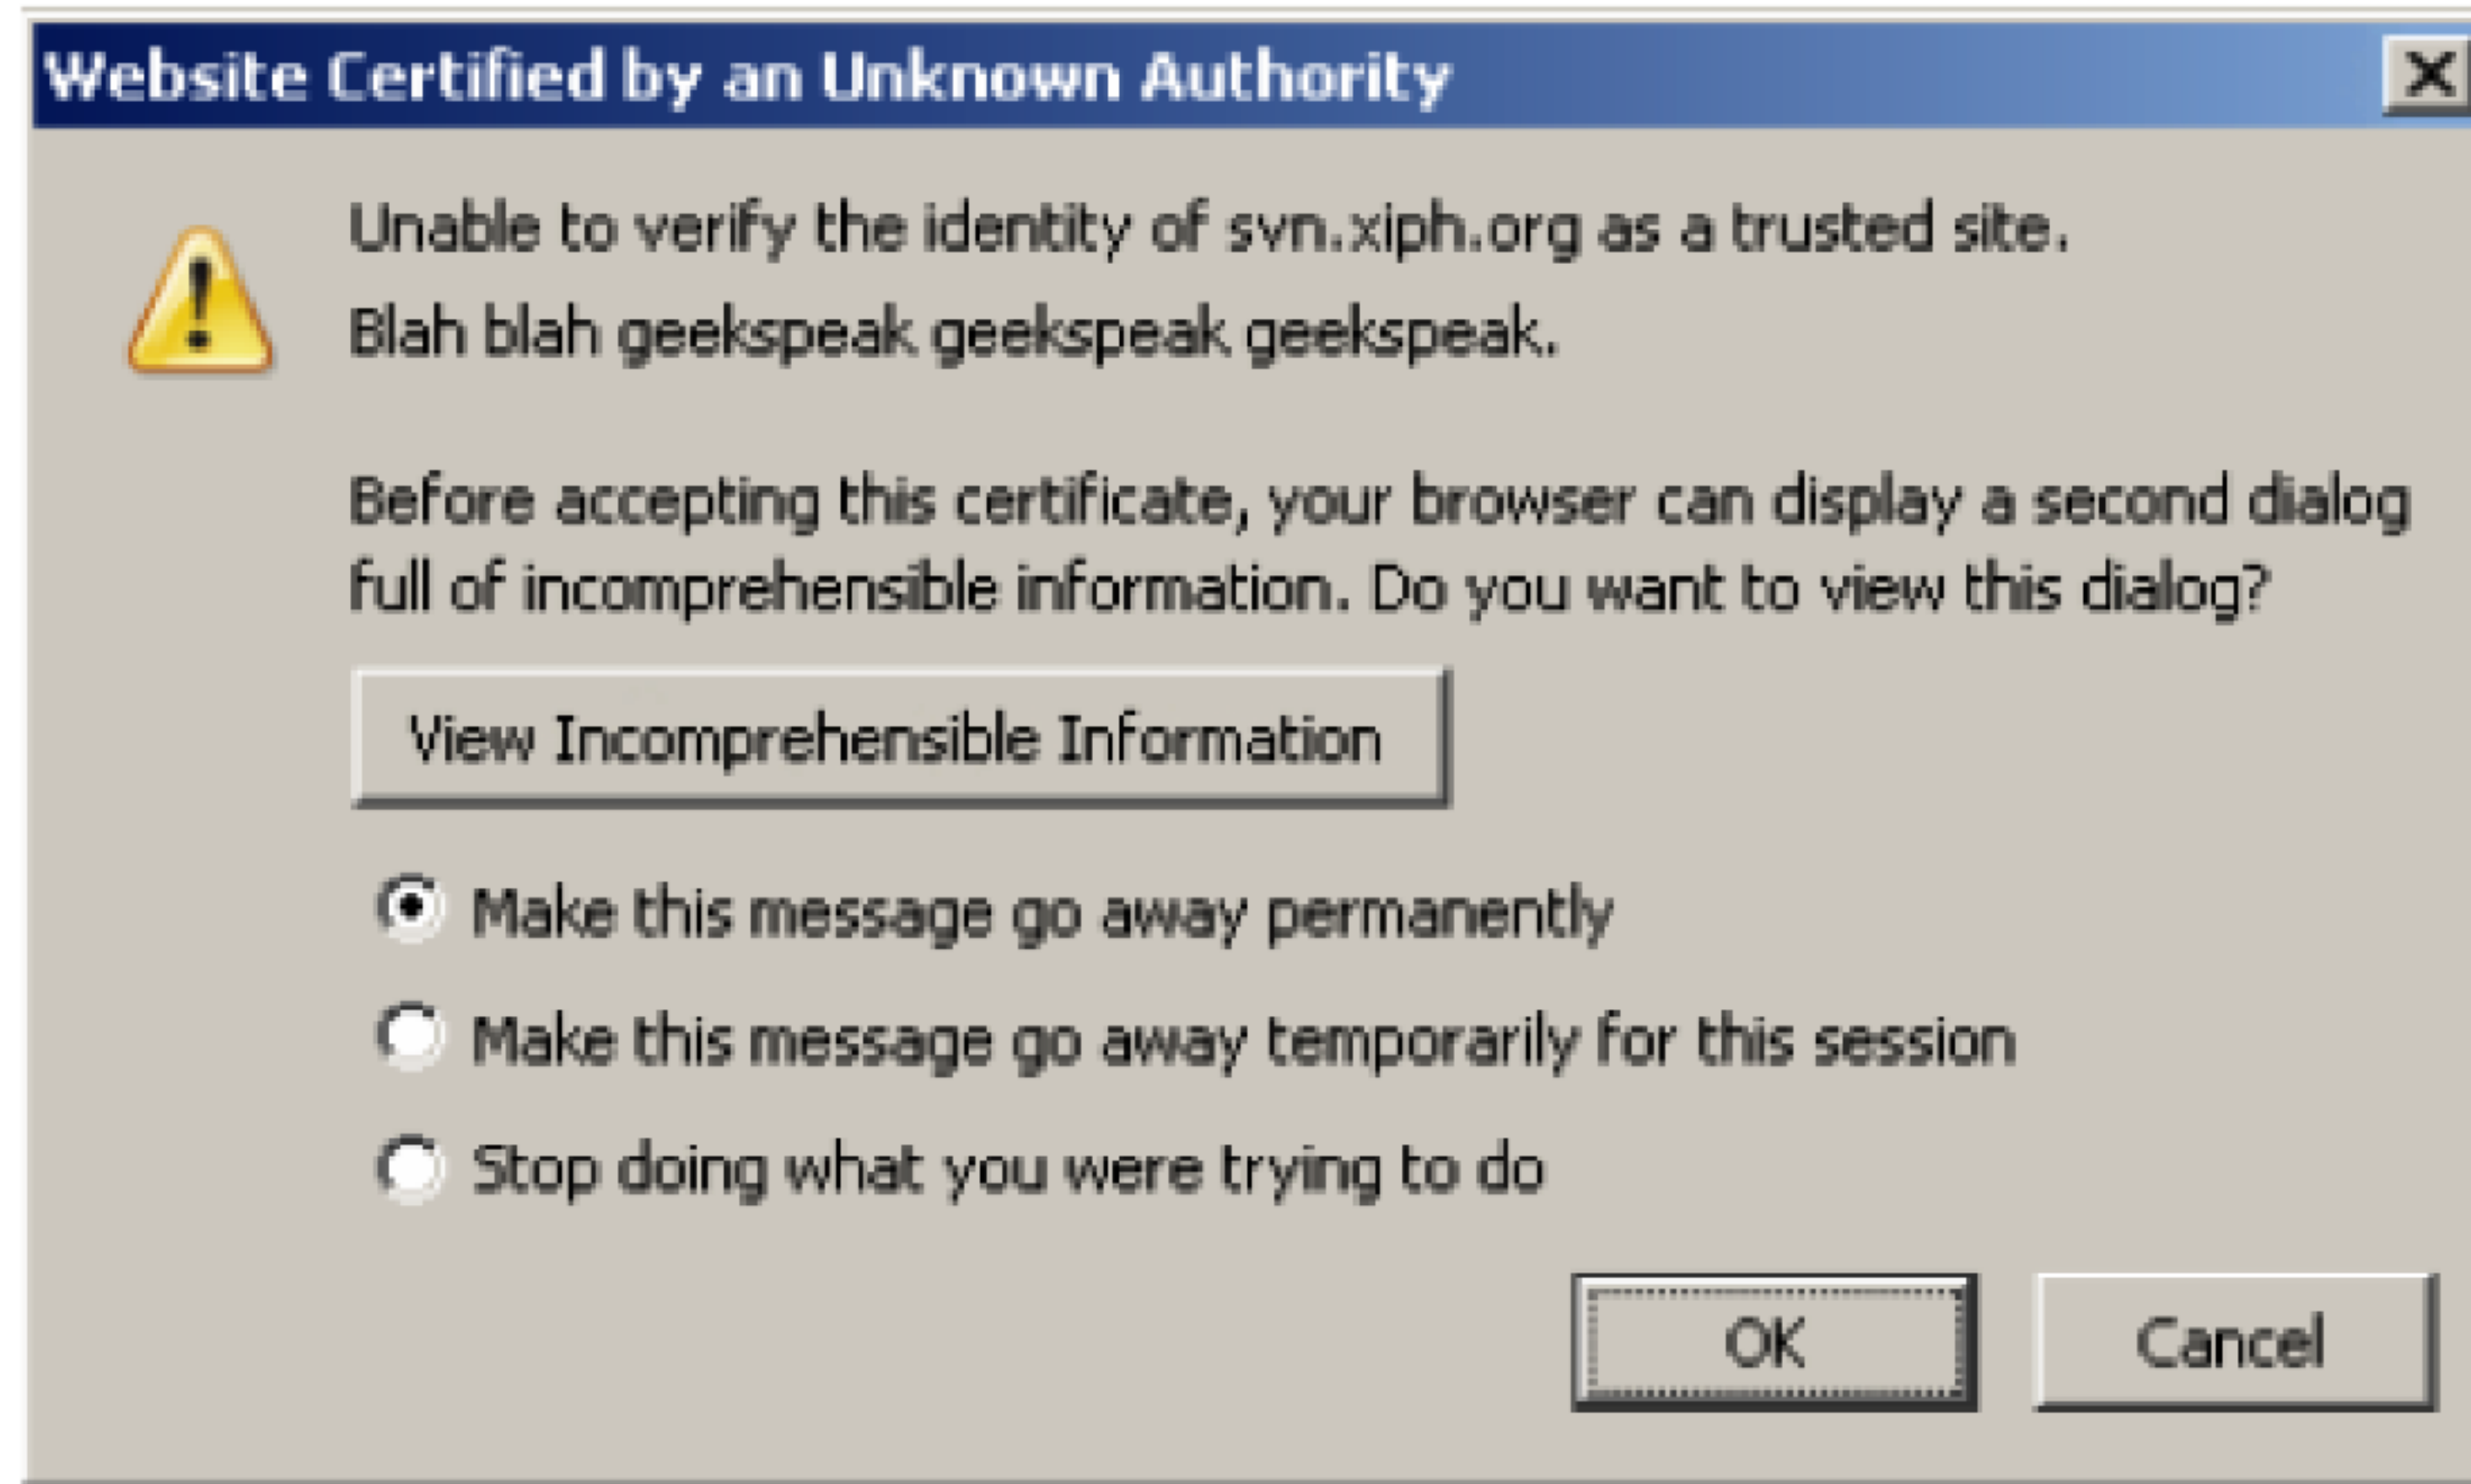 Website Certified by an Unknown Authority
Unable to verify the identity of svn.xiph.org as a trusted site.
Blah blah geekspeak geekspeak geekspeak.
Before accepting this certificate, your browser can display a second dialog
full of incomprehensible information. Do you want to view this dialog?
View Incomprehensible Information
Make this message go away permanently
Make this message go away temporarily for this session
Stop doing what you were trying to do
OK Cancel